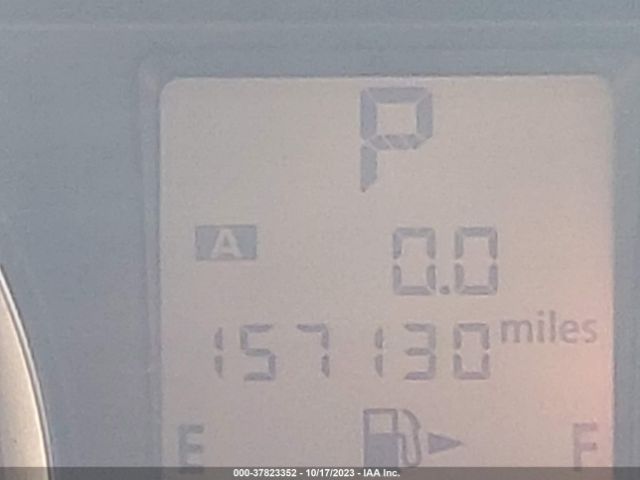 P
A 0.0
157130 miles
E F
000-37823352 - 10/17/2023 - IAA Inc.